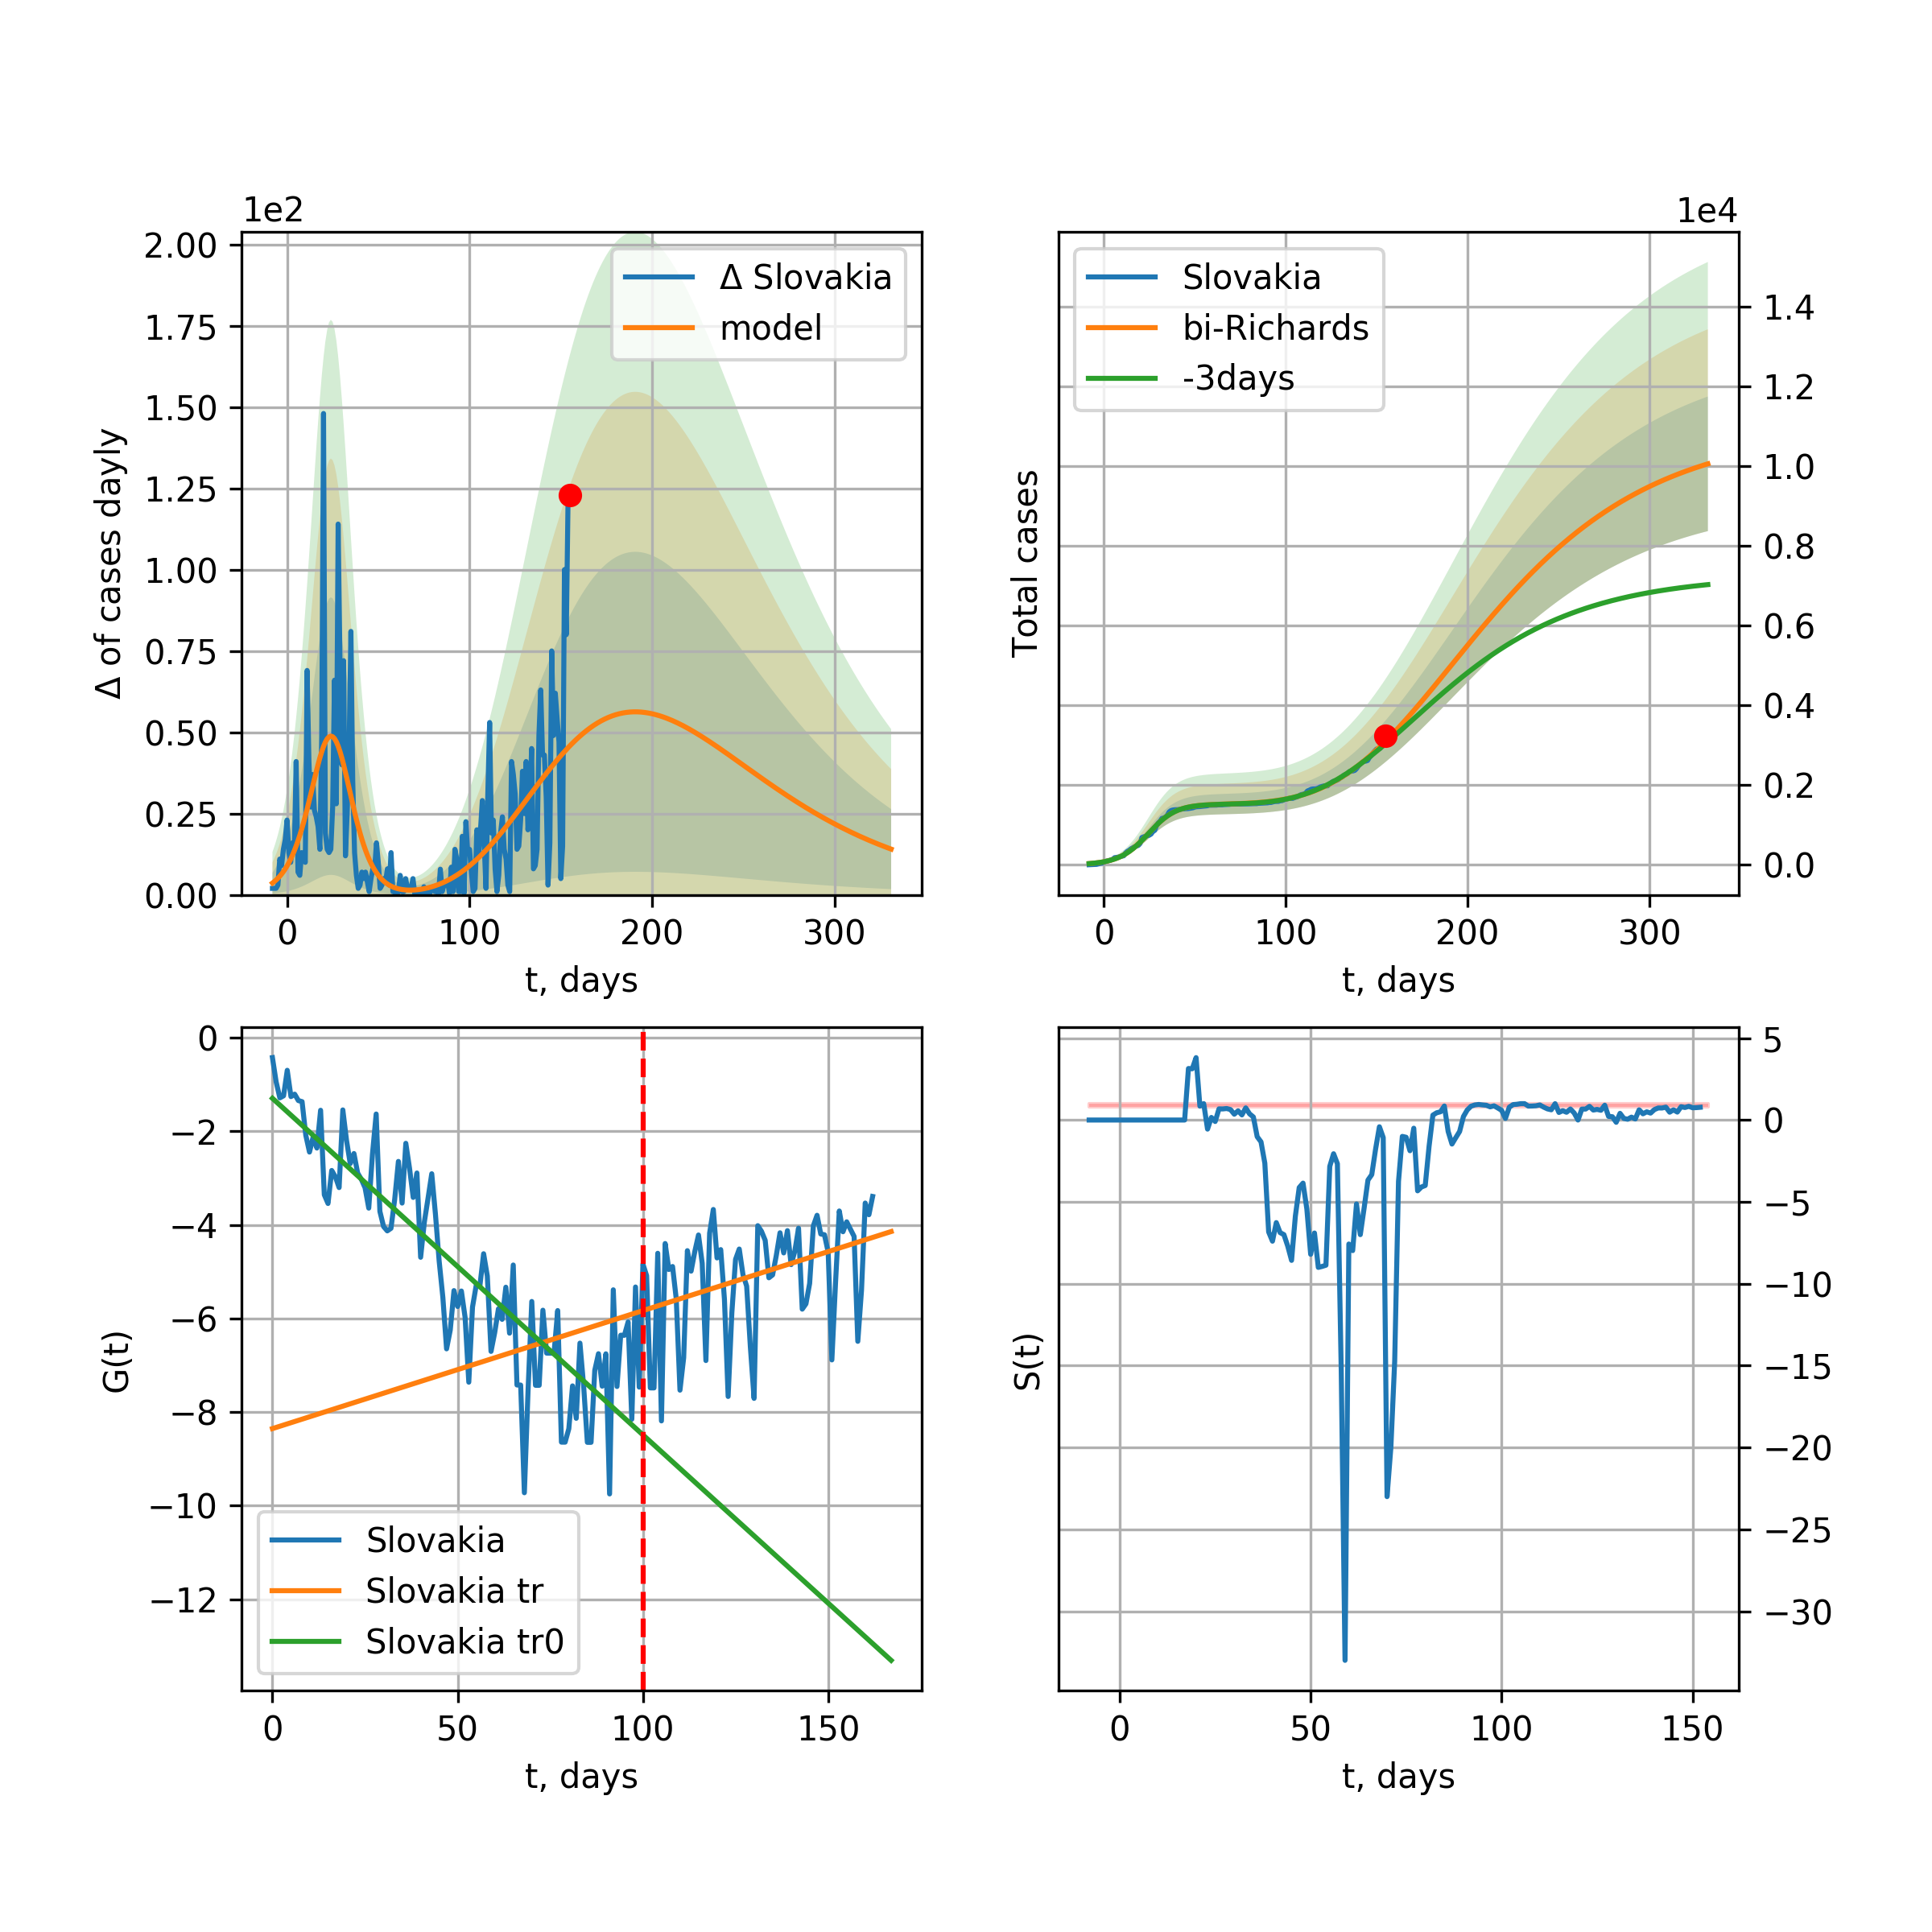 1e2
2.00
1.75
1.50
1.25
1.00
0.75
0.50
0.25
0.00
Δ of cases dayly
Δ Slovakia
model
0 100 200 300
t, days
1e4
Slovakia
bi-Richards
-3days
Total cases
1.4
1.2
1.0
0.8
0.6
0.4
0.2
0.0
0 100 200 300
t, days
0
−2
−4
−6
−8
−10
−12
G(t)
Slovakia
Slovakia tr
Slovakia tr0
0 50 100 150
t, days
S(t)
5
0
−5
−10
−15
−20
−25
−30
0 50 100 150
t, days